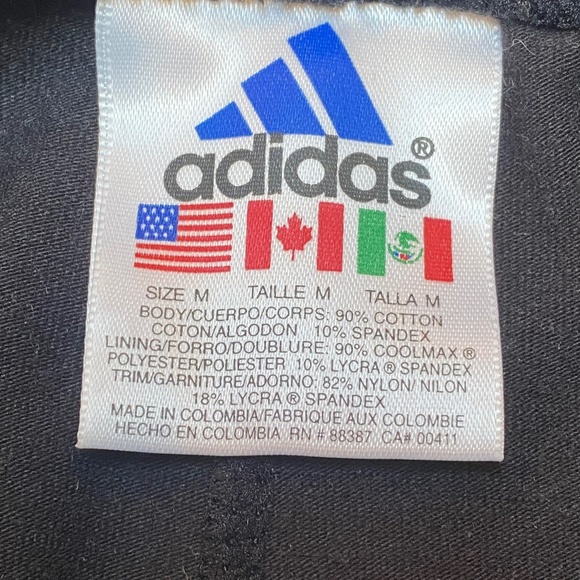 adidas®
SIZE M TAILLE M TALLA M
BODY/CUERPO/CORPS: 90% COTTON
COTON/ALGODON 10% SPANDEX
LINING/FORRO/DOUBLURE: 90% COOLMAX ®
POLYESTER/POLIESTER 10% LYCRA ® SPANDEX
TRIM/GARNITURE/ADORNO: 82% NYLON/ NILON
18% LYCRA ® SPANDEX
MADE IN COLOMBIA/FABRIQUE AUX COLOMBIE
HECHO EN COLOMBIA RN # 88387 CA# 00411